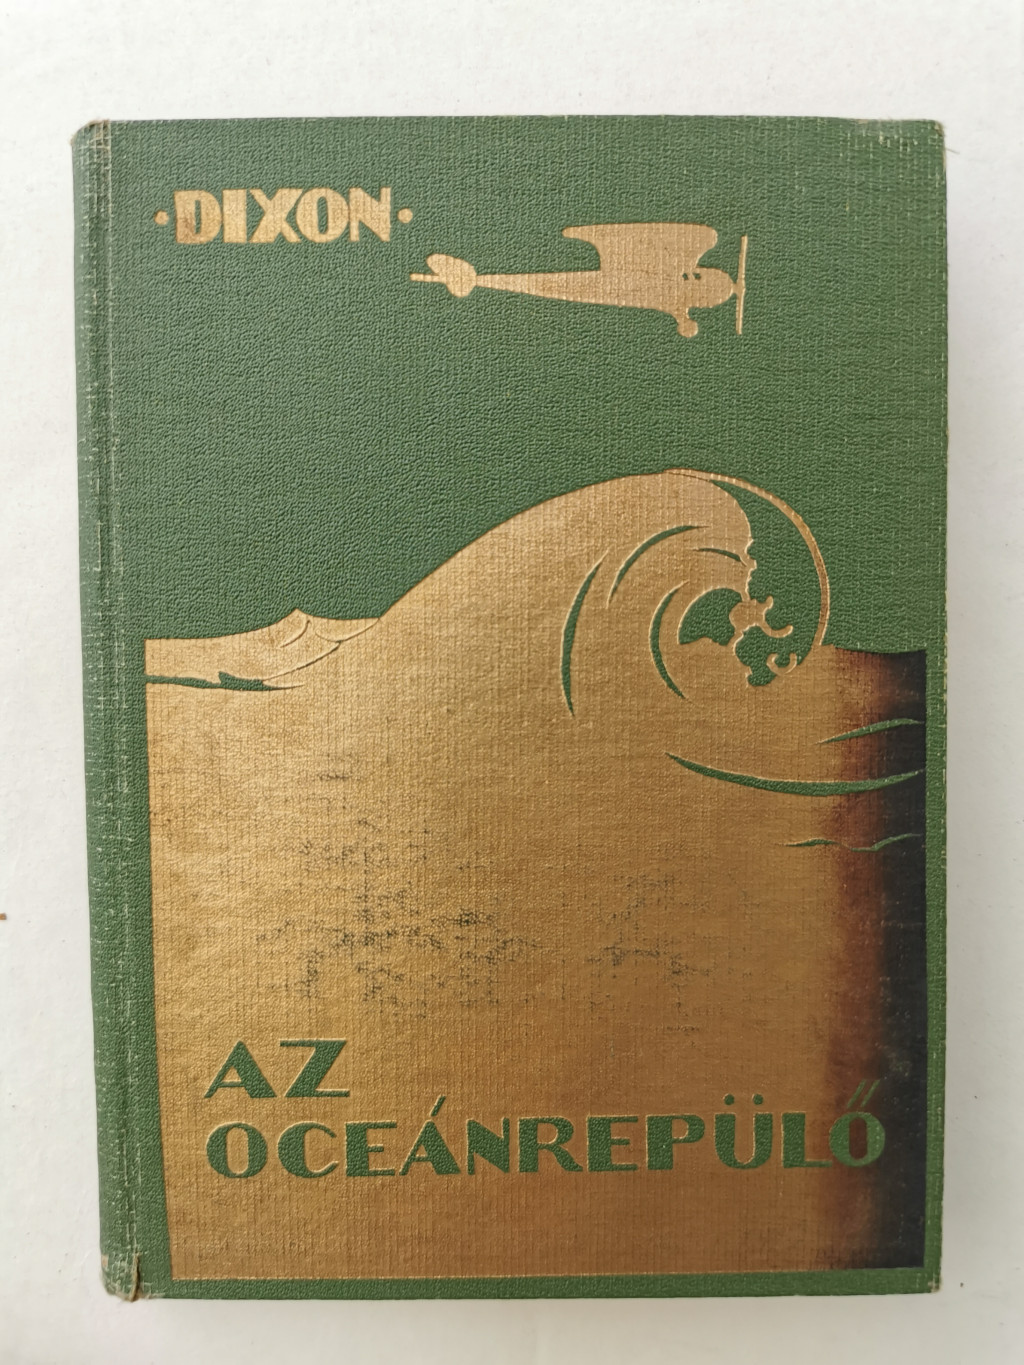 ·DIXON·
AZ
OCEÁNREPÜLŐ